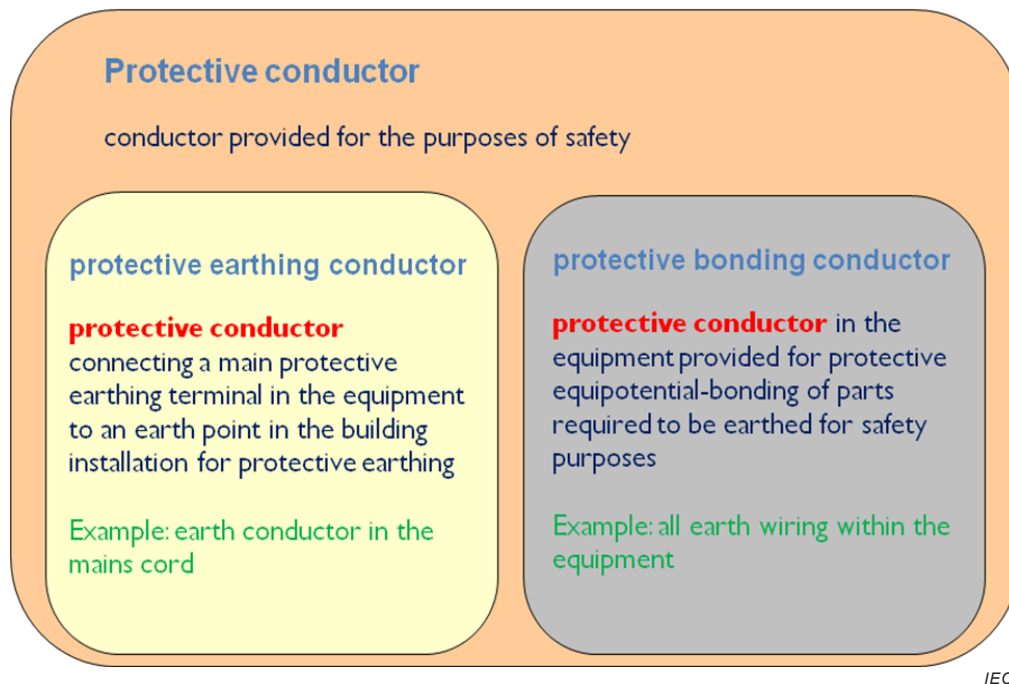 Protective conductor
conductor provided for the purposes of safety
protective earthing conductor
protective conductor
connecting a main protective
earthing terminal in the equipment
to an earth point in the building
installation for protective earthing
Example: earth conductor in the
mains cord
protective bonding conductor
protective conductor in the
equipment provided for protective
equipotential-bonding of parts
required to be earthed for safety
purposes
Example: all earth wiring within the
equipment
IEC